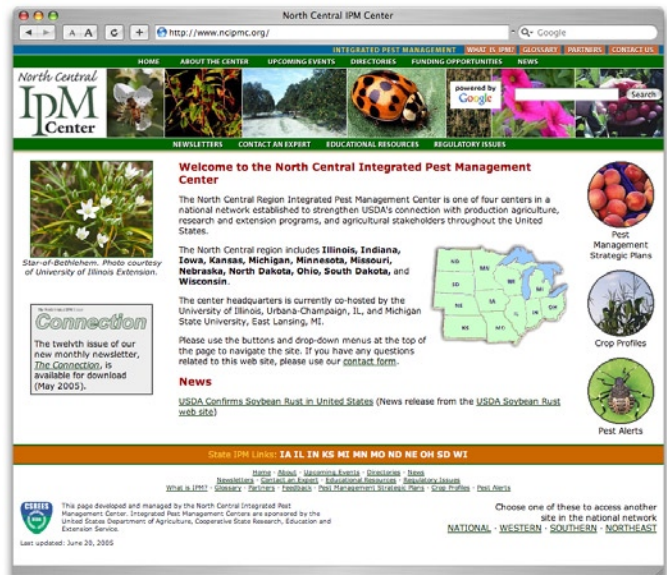 North Central IPM Center
A A
http://www.ncipmc.org/
Google
INTEGRATED PEST MANAGEMENT WHAT IS IPM? GLOSSARY PARTNERS CONTACT US
HOME ABOUT THE CENTER UPCOMING EVENTS DIRECTORIES FUNDING OPPORTUNITIES NEWS
North Central
IPM
Center
powered by
Google
Search
NEWSLETTERS CONTACT AN EXPERT EDUCATIONAL RESOURCES REGULATORY ISSUES
Star-of-Bethlehem. Photo courtesy
of University of Illinois Extension.
Connection
The twelfth issue of our
new monthly newsletter,
The Connection, is
available for download
(May 2005).
Welcome to the North Central Integrated Pest Management
Center
The North Central Region Integrated Pest Management Center is one of four centers in a
national network established to strengthen USDA's connection with production agriculture,
research and extension programs, and agricultural stakeholders throughout the United
States.
The North Central region includes Illinois, Indiana,
Iowa, Kansas, Michigan, Minnesota, Missouri,
Nebraska, North Dakota, Ohio, South Dakota, and
Wisconsin.
The center headquarters is currently co-hosted by the
University of Illinois, Urbana-Champaign, IL, and Michigan
State University, East Lansing, MI.
Please use the buttons and drop-down menus at the top of
the page to navigate the site. If you have any questions
related to this web site, please use our contact form.
ND MN WI MI
SD
NE IA IL IN OH
KS MO
News
USDA Confirms Soybean Rust in United States (News release from the USDA Soybean Rust
web site)
Pest
Management
Strategic Plans
Crop Profiles
Pest Alerts
State IPM Links: IA IL IN KS MI MN MO ND NE OH SD WI
Home - About - Upcoming Events - Directories - News
Newsletters - Contact an Expert - Educational Resources - Regulatory Issues
What is IPM? - Glossary - Partners - Feedback - Pest Management Strategic Plans - Crop Profiles - Pest Alerts
CSREES
This page developed and managed by the North Central Integrated Pest
Management Center. Integrated Pest Management Centers are sponsored by the
United States Department of Agriculture, Cooperative State Research, Education and
Extension Service.
Last updated: June 20, 2005
Choose one of these to access another
site in the national network
NATIONAL - WESTERN - SOUTHERN - NORTHEAST